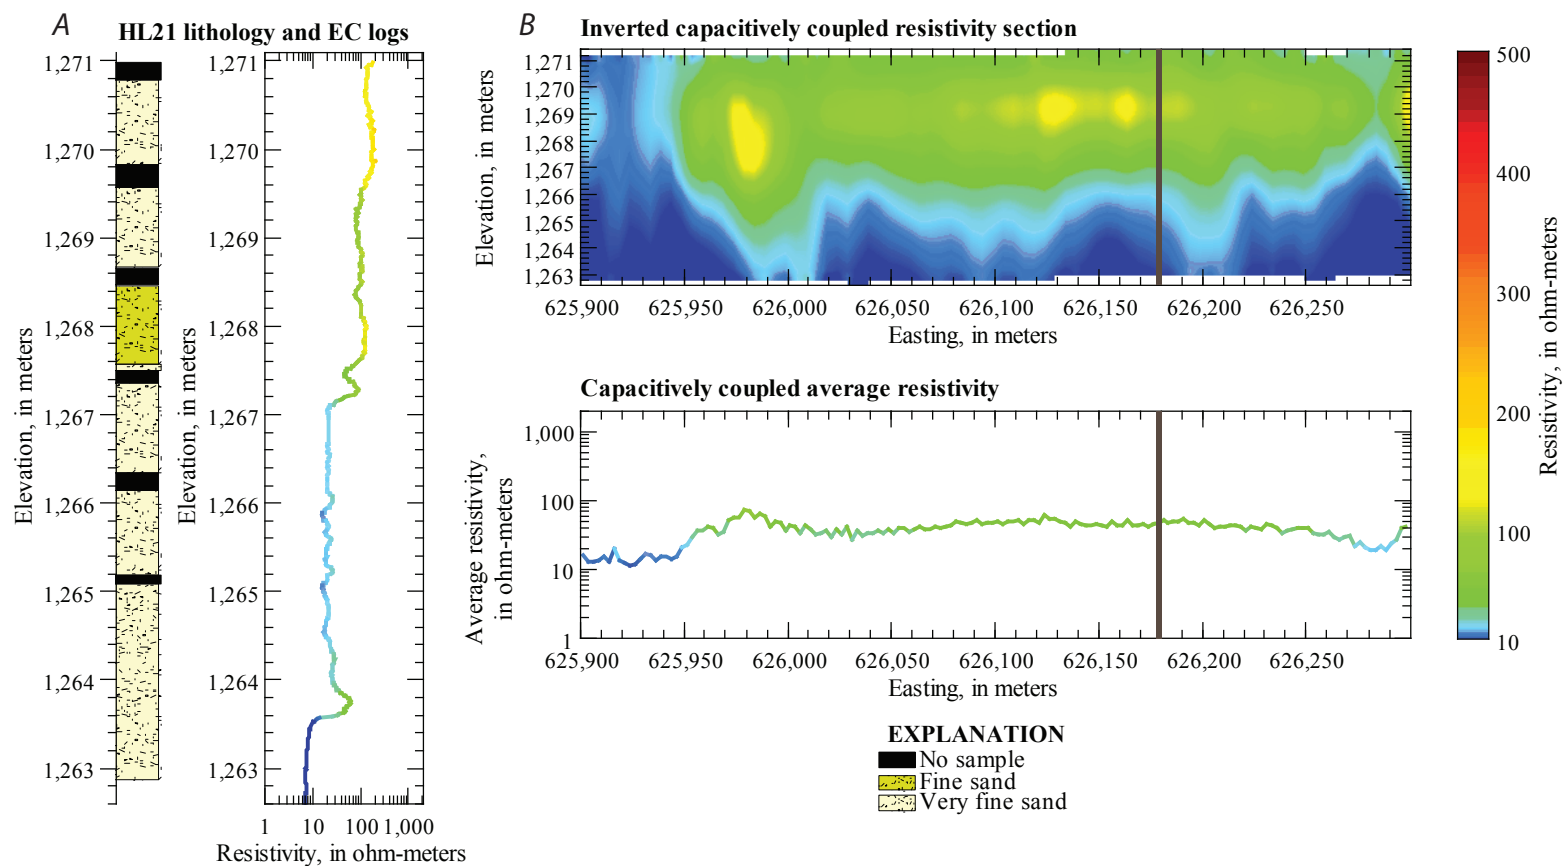 A
HL21 lithology and EC logs
Elevation, in meters
1,271
1,270
1,269
1,268
1,267
1,266
1,265
1,264
1,263
Elevation, in meters
1,271
1,270
1,269
1,268
1,267
1,266
1,265
1,264
1,263
1 10 100 1,000
Resistivity, in ohm-meters
B
Inverted capacitively coupled resistivity section
Elevation, in meters
1,271
1,270
1,269
1,268
1,267
1,266
1,265
1,264
1,263
625,900 625,950 626,000 626,050 626,100 626,150 626,200 626,250
Easting, in meters
Capacitively coupled average resistivity
Average resistivity,
in ohm-meters
1,000
100
10
1
625,900 625,950 626,000 626,050 626,100 626,150 626,200 626,250
Easting, in meters
500
400
300
200
100
10
Resistivity, in ohm-meters
EXPLANATION
No sample
Fine sand
Very fine sand